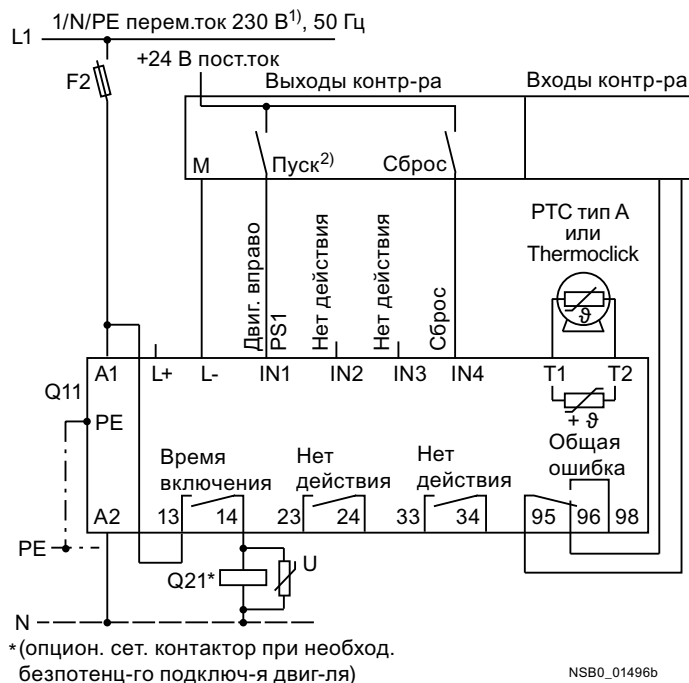 1/N/PE перем.ток 230 В1), 50 Гц
L1
+24 В пост.ток
F2
Выходы контр-ра
Входы контр-ра
M
Пуск2)
Сброс
PTC тип A
или
Thermoclick
Двиг. вправо
PS1
Нет действия
Нет действия
Сброс
ϑ
A1
L+
L-
IN1
IN2
IN3
IN4
T1
T2
Q11
PE
+ ϑ
Время
включения
Нет
действия
Нет
действия
Общая
ошибка
A2
13
14
23
24
33
34
95
96
98
PE
Q21*
U
N
*(опцион. сет. контактор при необход.
безпотенц-го подключ-я двиг-ля)
NSB0_01496b